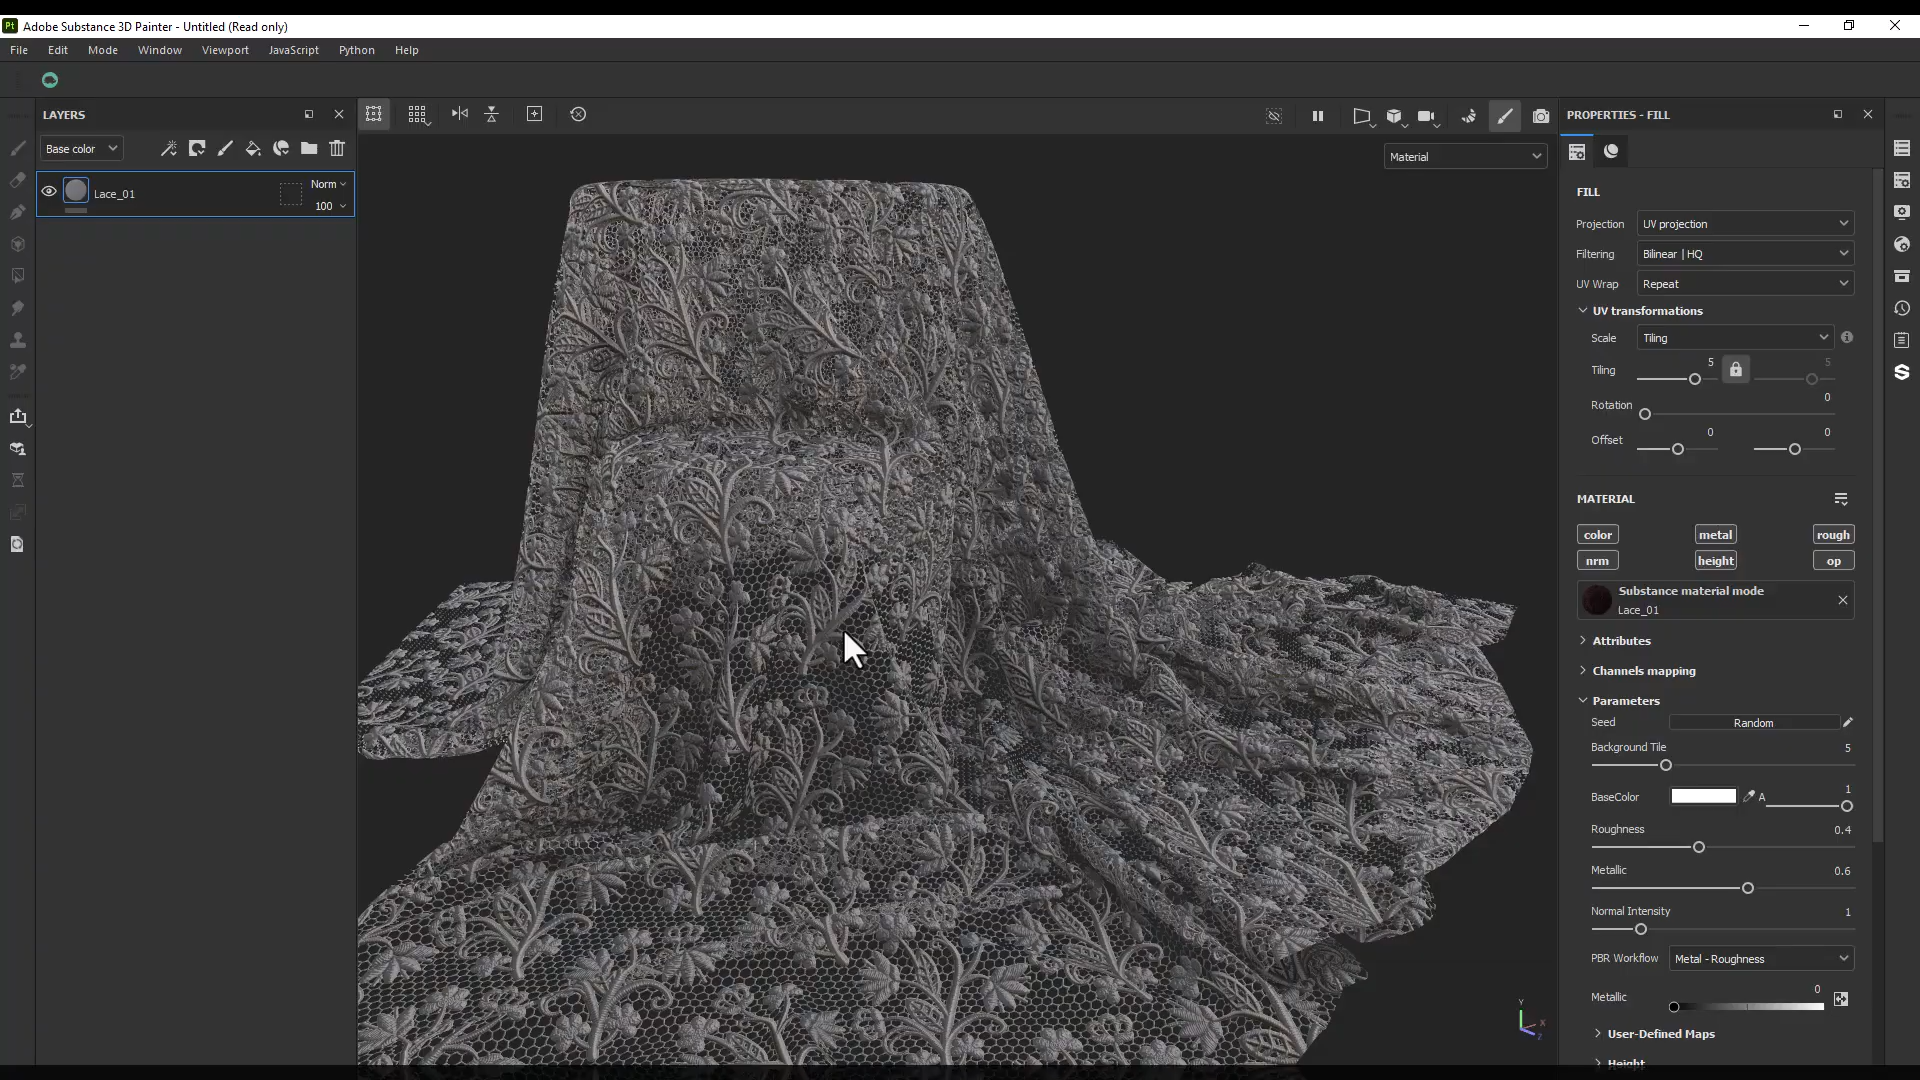 Pt Adobe Substance 3D Painter - Untitled (Read only)
File Edit Mode Window Viewport JavaScript Python Help
LAYERS
Base color
Lace_01
Norm
100
Material
Y
X
Z
PROPERTIES - FILL
FILL
Projection UV projection
Filtering Bilinear | HQ
UV Wrap Repeat
UV transformations
Scale Tiling
Tiling 5 5
Rotation 0
Offset 0 0
MATERIAL
color metal rough
nrm height op
Substance material mode
Lace_01
Attributes
Channels mapping
Parameters
Seed Random
Background Tile 5
BaseColor A 1
Roughness 0.4
Metallic 0.6
Normal Intensity 1
PBR Workflow Metal - Roughness
Metallic 0
User-Defined Maps
Height